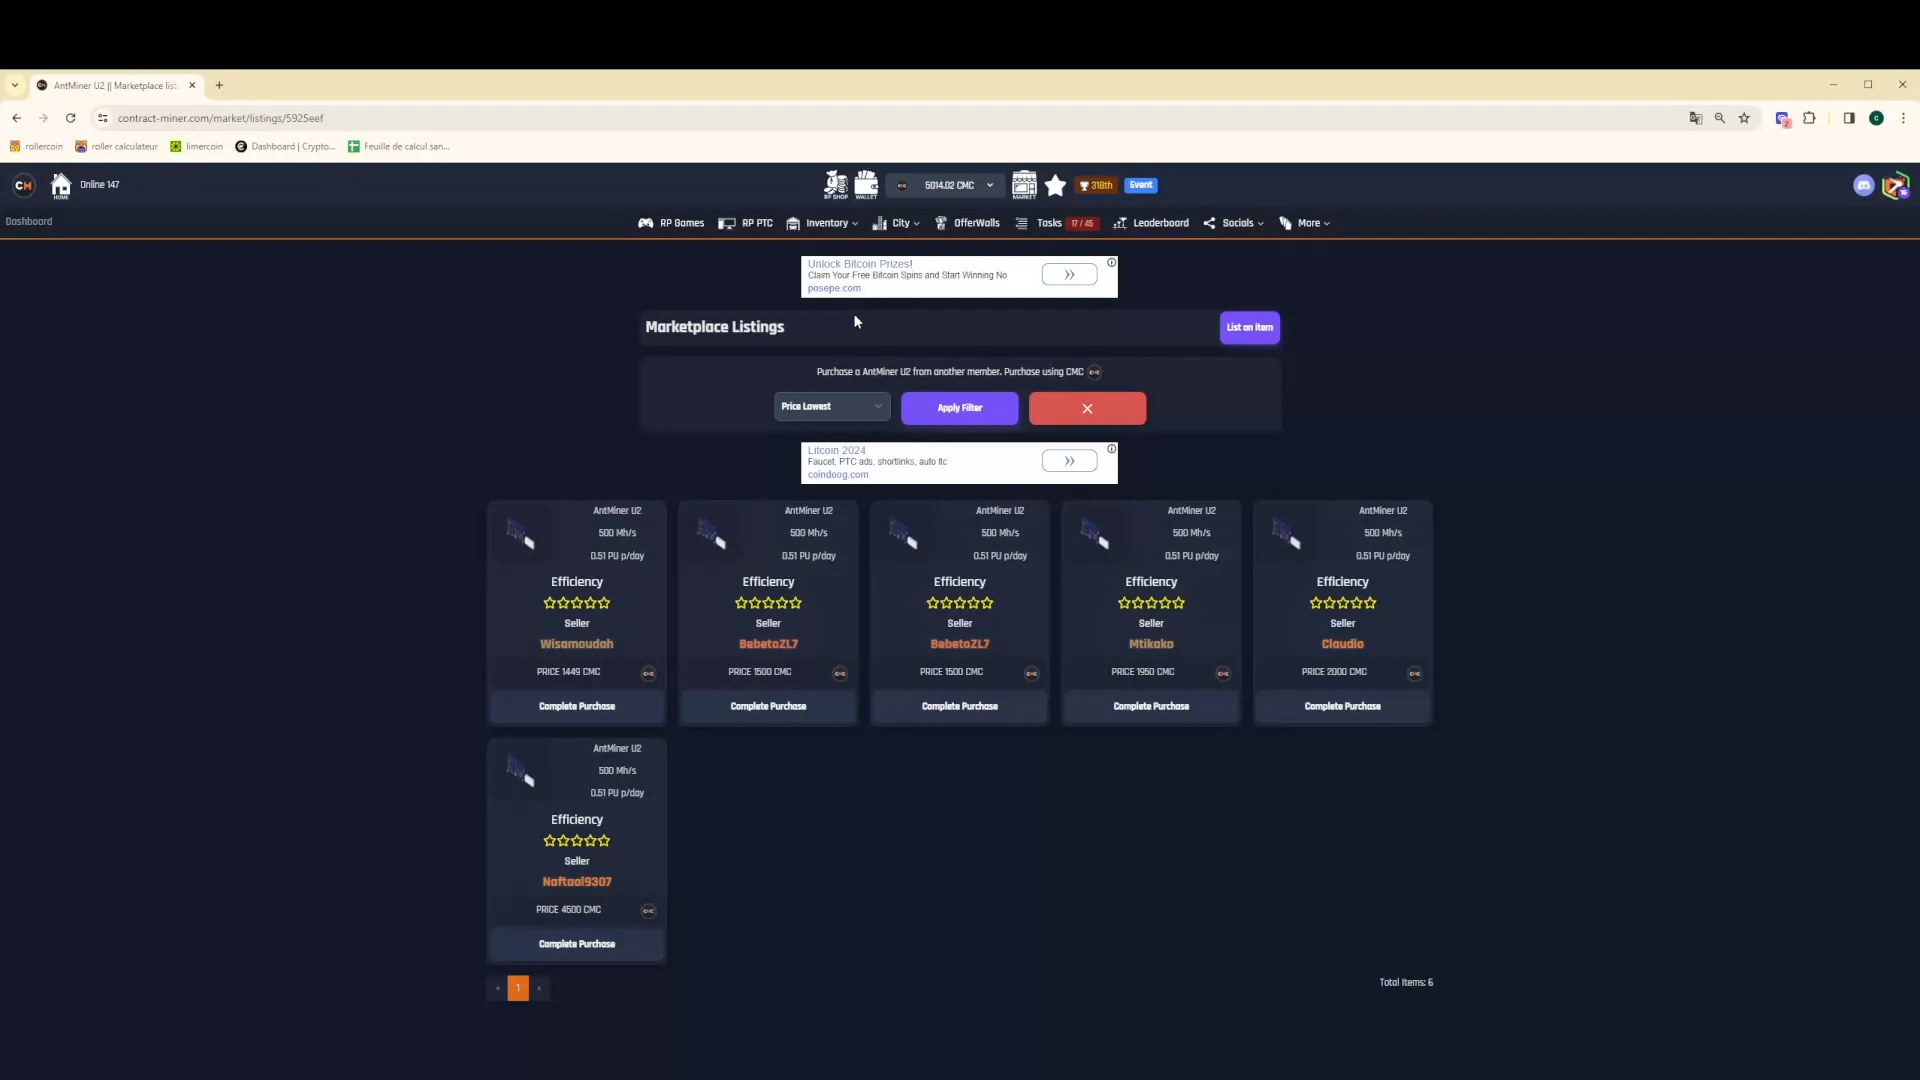 AntMiner U2 || Marketplace list
contract-miner.com/market/listings/5925eef
rollercoin
roller calculateur
limercoin
Dashboard | Crypto...
Feuille de calcul san...
CM
HOME
Online 147
RP SHOP
WALLET
5014.02 CMC
MARKET
318th
Event
Dashboard
RP Games
RP PTC
Inventory
City
OfferWalls
Tasks 17 / 45
Leaderboard
Socials
More
Unlock Bitcoin Prizes!
Claim Your Free Bitcoin Spins and Start Winning No
posepe.com
Marketplace Listings
List an item
Purchase a AntMiner U2 from another member. Purchase using CMC
Price Lowest
Apply Filter
Litcoin 2024
Faucet, PTC ads, shortlinks, auto ltc
coindoog.com
AntMiner U2
500 Mh/s
0.51 PU p/day
Efficiency
Seller
Wisamoudah
PRICE 1449 CMC
Complete Purchase
AntMiner U2
500 Mh/s
0.51 PU p/day
Efficiency
Seller
BebetoZL7
PRICE 1500 CMC
Complete Purchase
AntMiner U2
500 Mh/s
0.51 PU p/day
Efficiency
Seller
BebetoZL7
PRICE 1500 CMC
Complete Purchase
AntMiner U2
500 Mh/s
0.51 PU p/day
Efficiency
Seller
Mtikako
PRICE 1950 CMC
Complete Purchase
AntMiner U2
500 Mh/s
0.51 PU p/day
Efficiency
Seller
Claudio
PRICE 2000 CMC
Complete Purchase
AntMiner U2
500 Mh/s
0.51 PU p/day
Efficiency
Seller
Naftaal9307
PRICE 4500 CMC
Complete Purchase
« 1 »
Total Items: 6